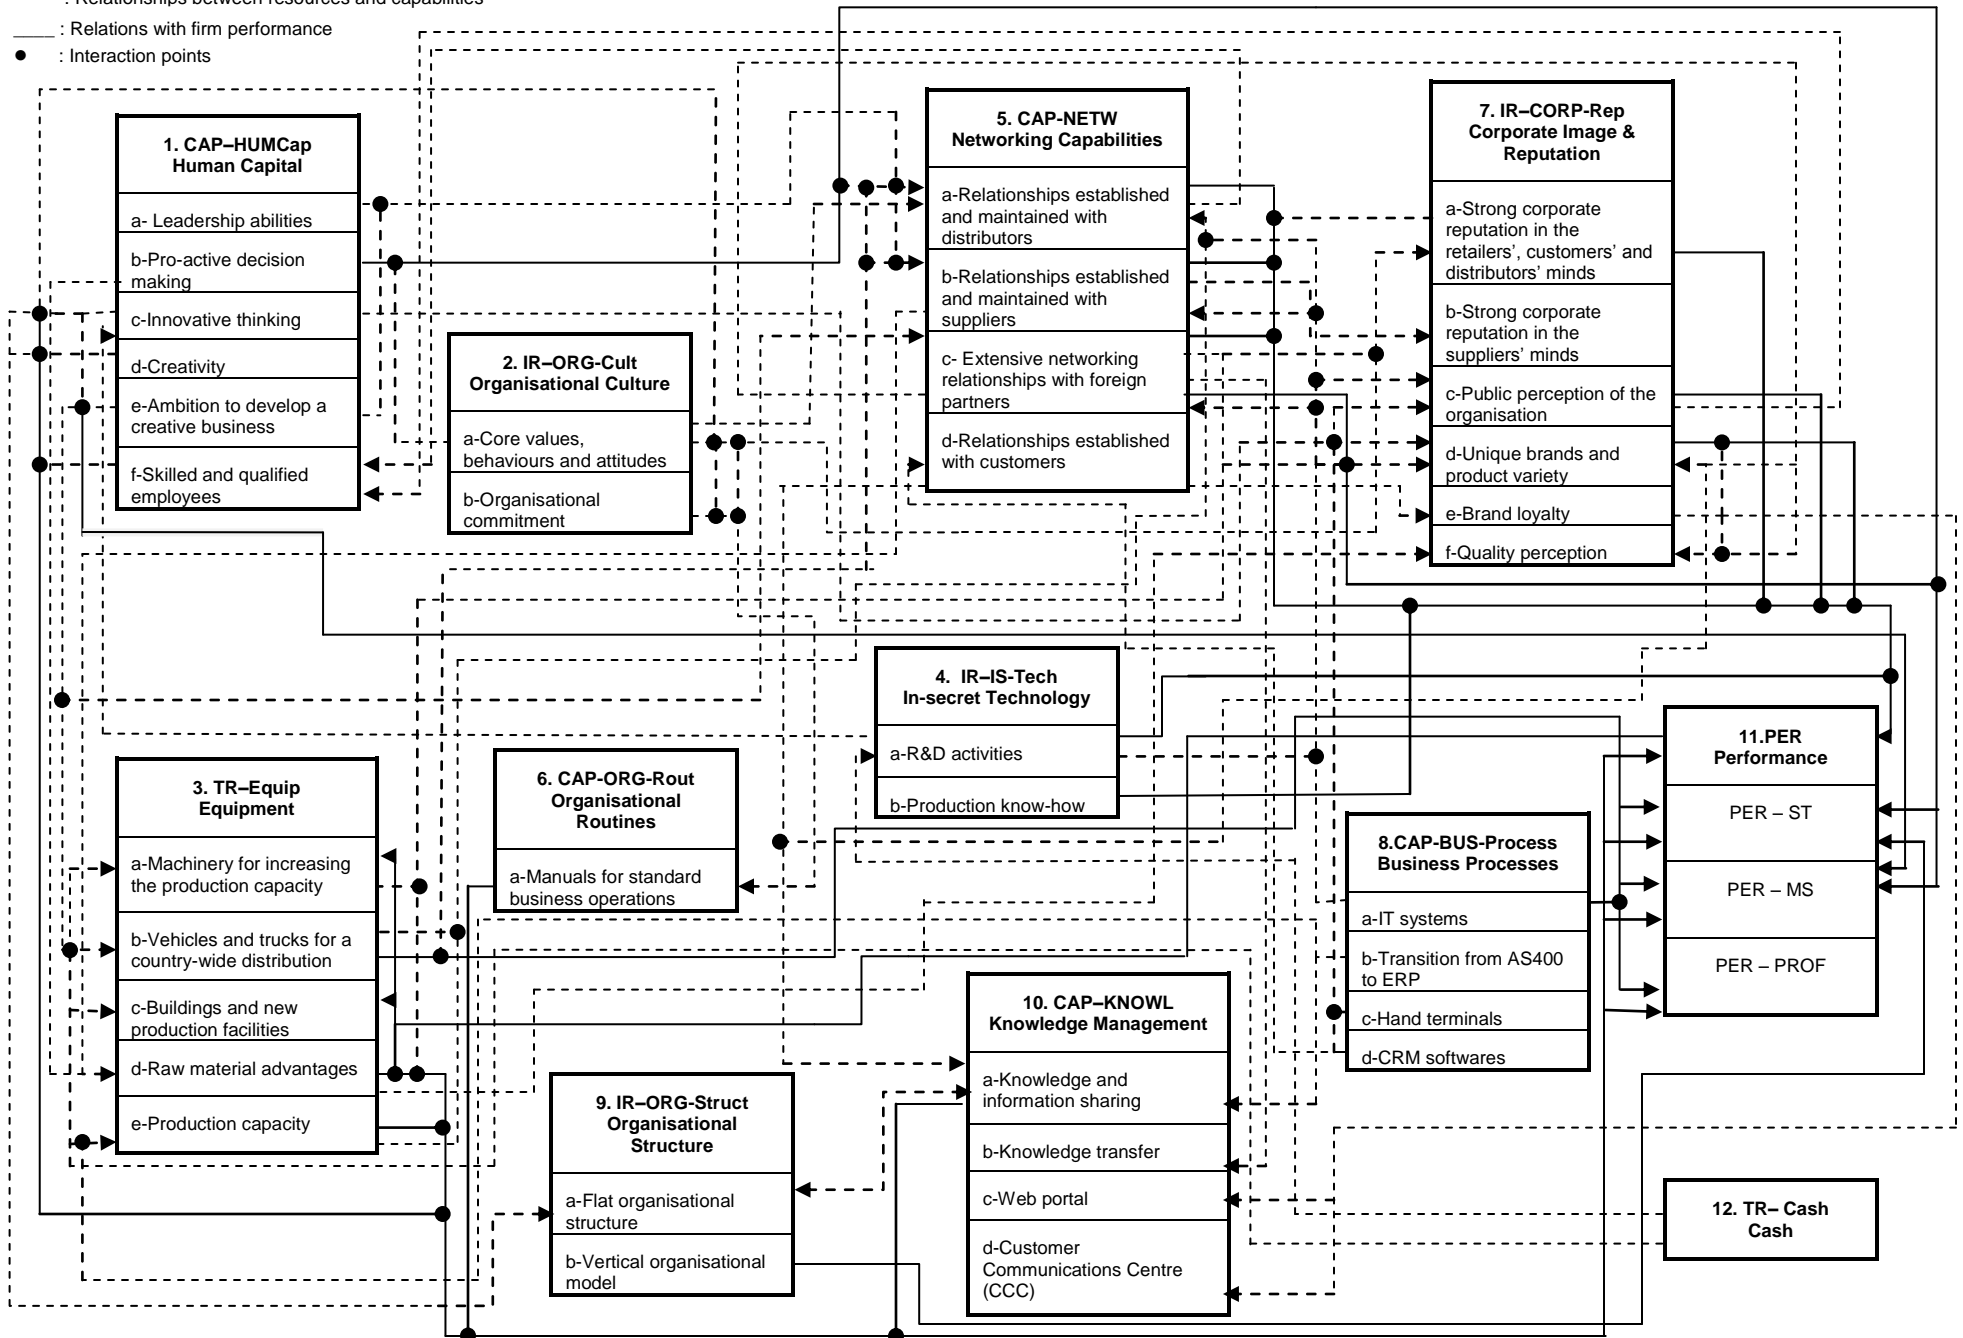 : Relationships between resources and capabilities
____ : Relations with firm performance
● : Interaction points
1. CAP–HUMCap
Human Capital
a- Leadership abilities
b-Pro-active decision
making
c-Innovative thinking
d-Creativity
e-Ambition to develop a
creative business
f-Skilled and qualified
employees
2. IR–ORG-Cult
Organisational Culture
a-Core values,
behaviours and attitudes
b-Organisational
commitment
5. CAP-NETW
Networking Capabilities
a-Relationships established
and maintained with
distributors
b-Relationships established
and maintained with
suppliers
c- Extensive networking
relationships with foreign
partners
d-Relationships established
with customers
7. IR–CORP-Rep
Corporate Image &
Reputation
a-Strong corporate
reputation in the
retailers’, customers’ and
distributors’ minds
b-Strong corporate
reputation in the
suppliers’ minds
c-Public perception of the
organisation
d-Unique brands and
product variety
e-Brand loyalty
f-Quality perception
3. TR–Equip
Equipment
a-Machinery for increasing
the production capacity
b-Vehicles and trucks for a
country-wide distribution
c-Buildings and new
production facilities
d-Raw material advantages
e-Production capacity
6. CAP-ORG-Rout
Organisational
Routines
a-Manuals for standard
business operations
4. IR–IS-Tech
In-secret Technology
a-R&D activities
b-Production know-how
8.CAP-BUS-Process
Business Processes
a-IT systems
b-Transition from AS400
to ERP
c-Hand terminals
d-CRM softwares
11.PER
Performance
PER – ST
PER – MS
PER – PROF
9. IR–ORG-Struct
Organisational
Structure
a-Flat organisational
structure
b-Vertical organisational
model
10. CAP–KNOWL
Knowledge Management
a-Knowledge and
information sharing
b-Knowledge transfer
c-Web portal
d-Customer
Communications Centre
(CCC)
12. TR– Cash
Cash